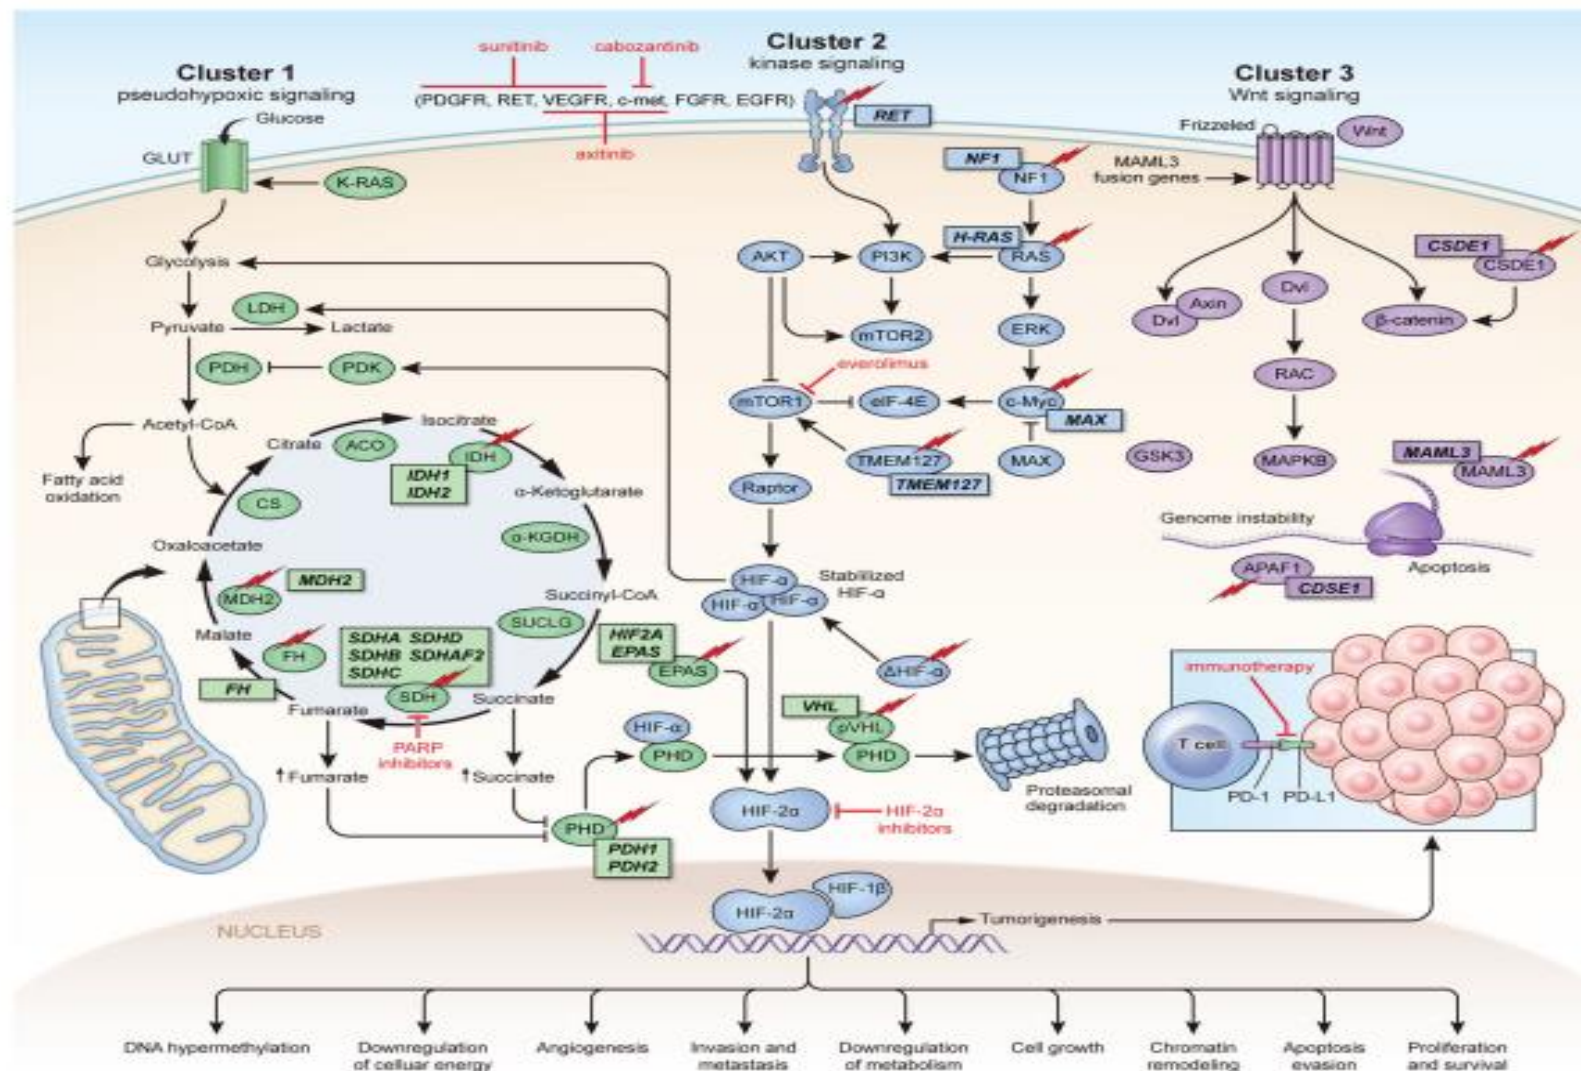 Cluster 1
pseudohypoxic signaling
Glucose
GLUT
K-RAS
Glycolysis
LDH
Pyruvate
Lactate
PDH
PDK
Acetyl-CoA
Fatty acid
oxidation
Citrate
ACO
Isocitrate
IDH
IDH1
IDH2
CS
α-Ketoglutarate
α-KGDH
Oxaloacetate
MDH2
MDH2
Succinyl-CoA
SUCLG
Malate
FH
FH
SDHA SDHD
SDHB SDHAF2
SDHC
SDH
Fumarate
Succinate
PARP
inhibitors
↑Fumarate
↑Succinate
PHD
PDH1
PDH2
sunitinib
cabozantinib
Cluster 2
kinase signaling
(PDGFR, RET, VEGFR, c-met, FGFR, EGFR)
axitinib
RET
NF1
NF1
H-RAS
AKT
PI3K
RAS
mTOR2
ERK
everolimus
mTOR1
eIF-4E
c-Myc
MAX
TMEM127
TMEM127
MAX
Raptor
HIF-α
HIF-α
HIF-α
Stabilized
HIF-α
HIF2A
EPAS
EPAS
ΔHIF-α
HIF-α
PHD
VHL
pVHL
PHD
Proteasomal
degradation
HIF-2α
HIF-2α
inhibitors
HIF-2α
HIF-1β
Tumorigenesis
NUCLEUS
Cluster 3
Wnt signaling
Frizzeled
Wnt
MAML3
fusion genes
CSDE1
CSDE1
Dvl
Axin
Dvl
β-catenin
RAC
GSK3
MAPKB
MAML3
MAML3
Genome instability
APAF1
CDSE1
Apoptosis
immunotherapy
T cell
PD-1 PD-L1
DNA hypermethylation
Downregulation
of celluar energy
Angiogenesis
Invasion and
metastasis
Downregulation
of metabolism
Cell growth
Chromatin
remodeling
Apoptosis
evasion
Proliferation
and survival